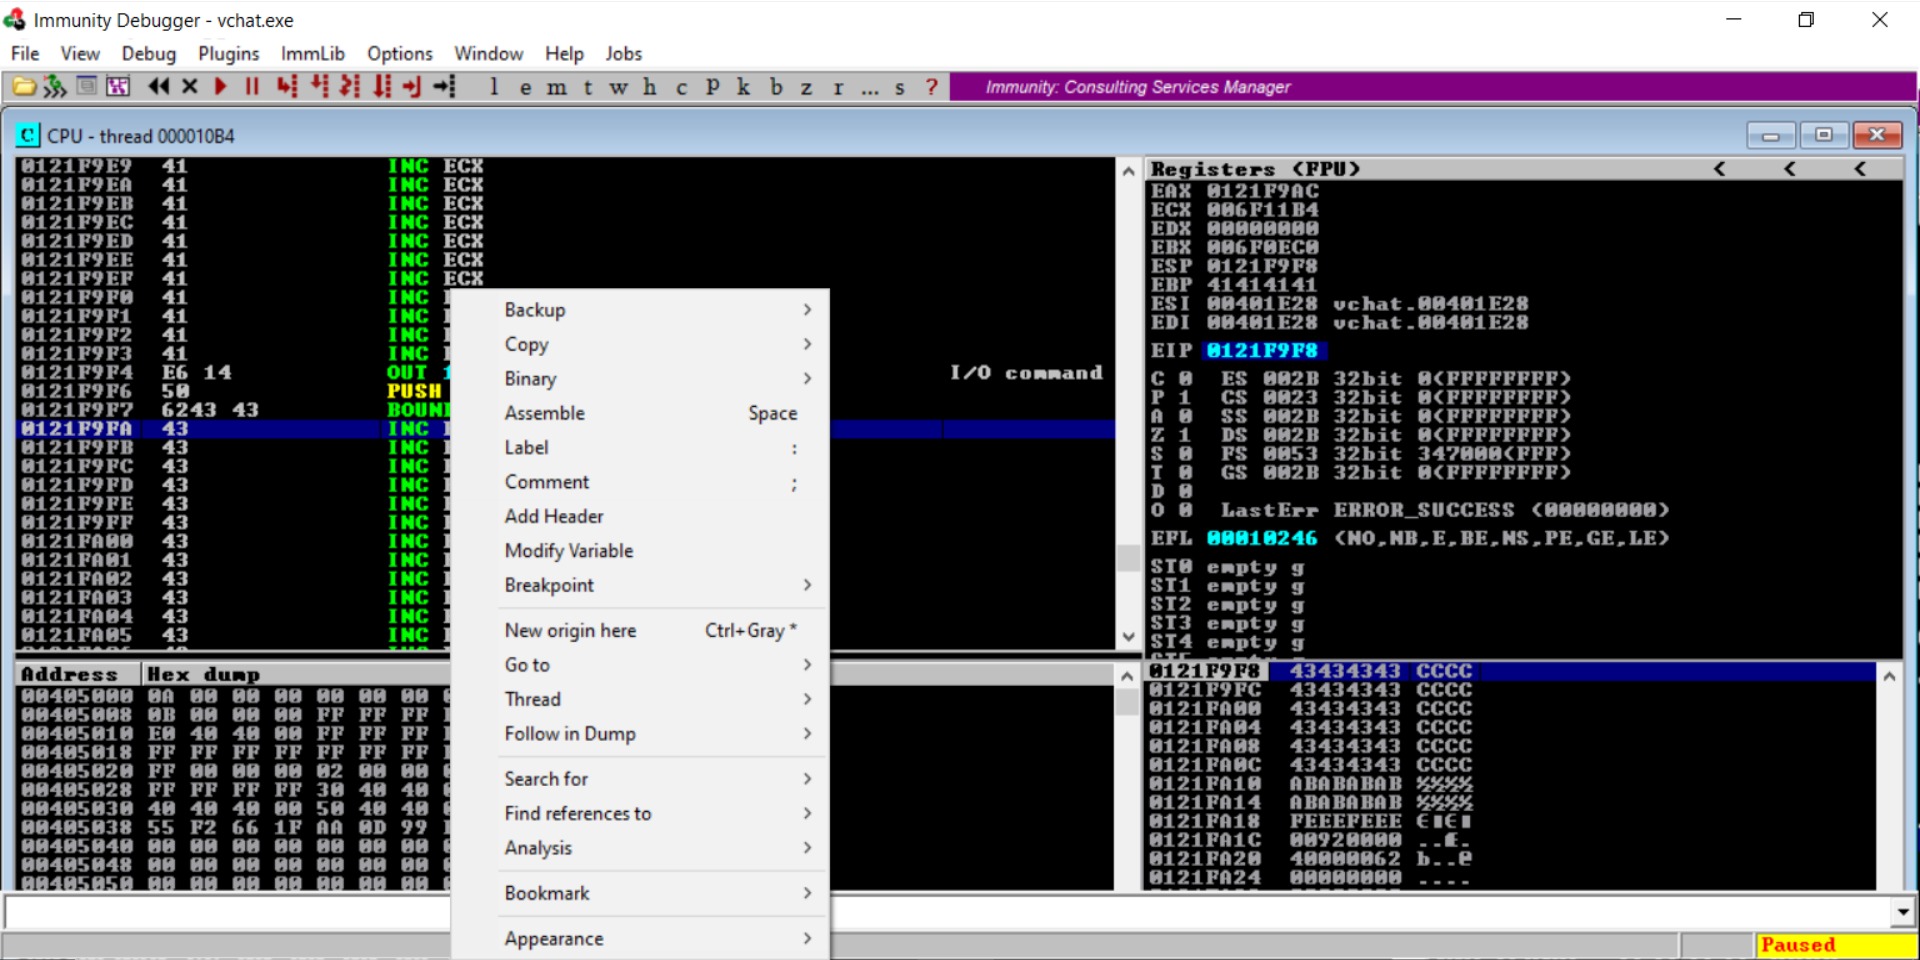 Immunity Debugger - vchat.exe
File View Debug Plugins ImmLib Options Window Help Jobs
l e m t w h c P k b z r ... s ? Immunity: Consulting Services Manager
C CPU - thread 000010B4
0121F9E9 41 INC ECX
0121F9EA 41 INC ECX
0121F9EB 41 INC ECX
0121F9EC 41 INC ECX
0121F9ED 41 INC ECX
0121F9EE 41 INC ECX
0121F9EF 41 INC ECX
0121F9F0 41 INC
0121F9F1 41 INC
0121F9F2 41 INC
0121F9F3 41 INC
0121F9F4 E6 14 OUT I/O command
0121F9F6 50 PUSH
0121F9F7 6243 43 BOUN
0121F9FA 43 INC
0121F9FB 43 INC
0121F9FC 43 INC
0121F9FD 43 INC
0121F9FE 43 INC
0121F9FF 43 INC
0121FA00 43 INC
0121FA01 43 INC
0121FA02 43 INC
0121FA03 43 INC
0121FA04 43 INC
0121FA05 43 INC
Registers (FPU) < < <
EAX 0121F9AC
ECX 006F11B4
EDX 00000000
EBX 006F0EC0
ESP 0121F9F8
EBP 41414141
ESI 00401E28 vchat.00401E28
EDI 00401E28 vchat.00401E28
EIP 0121F9F8
C 0 ES 002B 32bit 0(FFFFFFFF)
P 1 CS 0023 32bit 0(FFFFFFFF)
A 0 SS 002B 32bit 0(FFFFFFFF)
Z 1 DS 002B 32bit 0(FFFFFFFF)
S 0 FS 0053 32bit 347000(FFF)
T 0 GS 002B 32bit 0(FFFFFFFF)
D 0
O 0 LastErr ERROR_SUCCESS (00000000)
EFL 00010246 (NO,NB,E,BE,NS,PE,GE,LE)
ST0 empty g
ST1 empty g
ST2 empty g
ST3 empty g
ST4 empty g
Backup >
Copy >
Binary >
Assemble Space
Label :
Comment ;
Add Header
Modify Variable
Breakpoint >
New origin here Ctrl+Gray *
Go to >
Thread >
Follow in Dump >
Search for >
Find references to >
Analysis >
Bookmark >
Appearance >
Address Hex dump
00405000 0A 00 00 00 00 00 00
00405008 0B 00 00 00 FF FF FF
00405010 E0 40 40 00 FF FF FF
00405018 FF FF FF FF FF FF FF
00405020 FF 00 00 00 02 00 00
00405028 FF FF FF FF 30 40 40
00405030 40 40 40 00 50 40 40
00405038 55 F2 66 1F AA 0D 99
00405040 00 00 00 00 00 00 00
00405048 00 00 00 00 00 00 00
00405050 00 00 00 00 00 00 00
0121F9F8 43434343 CCCC
0121F9FC 43434343 CCCC
0121FA00 43434343 CCCC
0121FA04 43434343 CCCC
0121FA08 43434343 CCCC
0121FA0C 43434343 CCCC
0121FA10 ABABABAB ½½½½
0121FA14 ABABABAB ½½½½
0121FA18 FEEEFEEE
0121FA1C 00920000 ..Æ.
0121FA20 40000062 b..@
0121FA24 00000000 ....
Paused